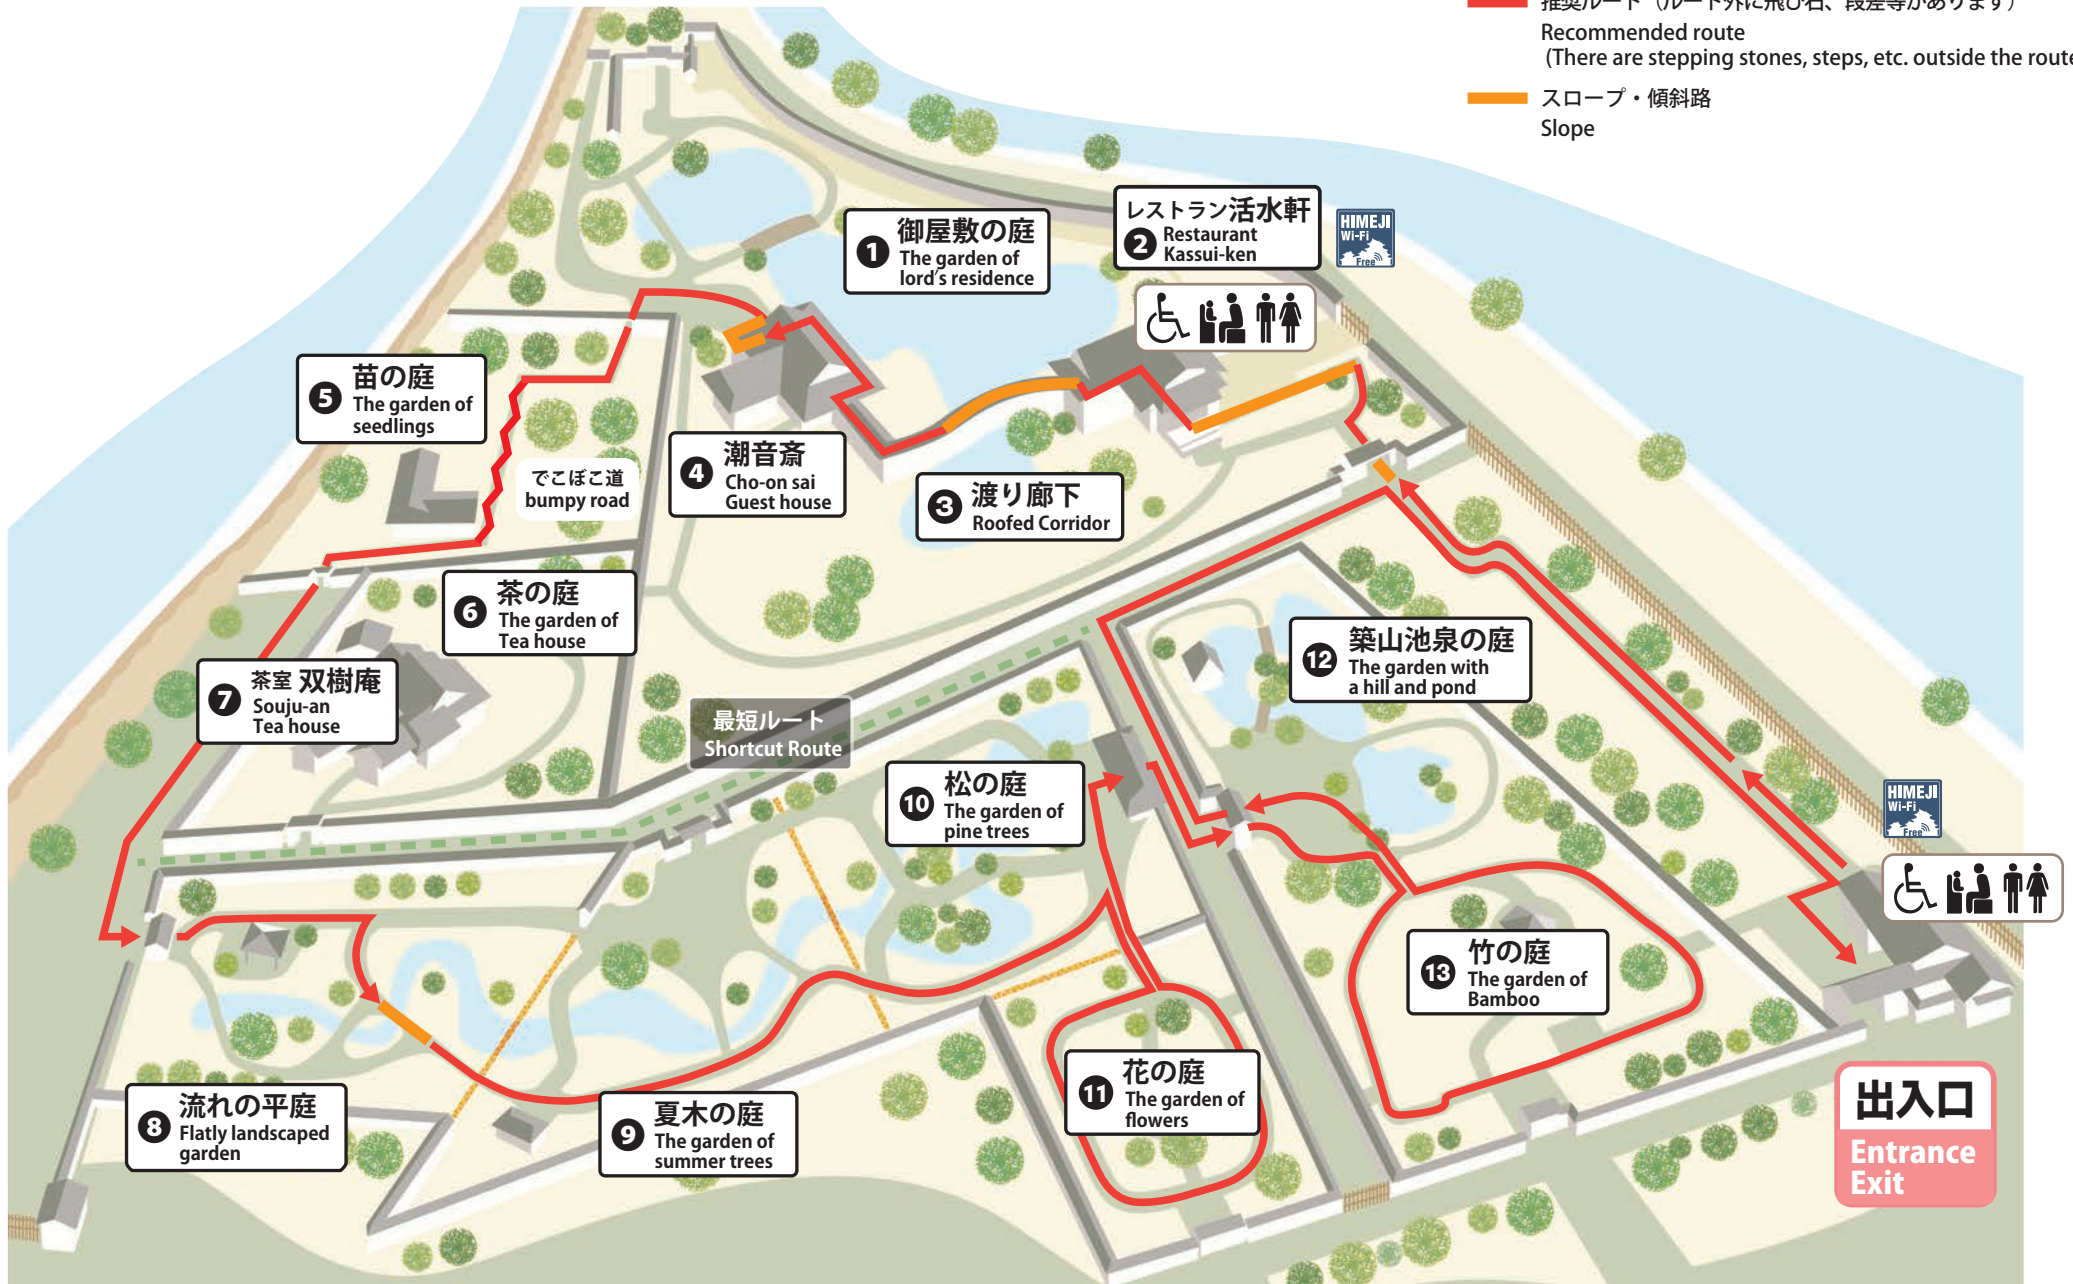 推奨ルート（ルート外に飛び石、段差等があります）
Recommended route
(There are stepping stones, steps, etc. outside the route
スロープ・傾斜路
Slope
1 御屋敷の庭
The garden of
lord's residence
レストラン活水軒
2 Restaurant
Kassui-ken
HIMEJI
Wi-Fi
Free
5 苗の庭
The garden of
seedlings
でこぼこ道
bumpy road
4 潮音斎
Cho-on sai
Guest house
3 渡り廊下
Roofed Corridor
6 茶の庭
The garden of
Tea house
7 茶室 双樹庵
Souju-an
Tea house
最短ルート
Shortcut Route
12 築山池泉の庭
The garden with
a hill and pond
10 松の庭
The garden of
pine trees
HIMEJI
Wi-Fi
Free
13 竹の庭
The garden of
Bamboo
8 流れの平庭
Flatly landscaped
garden
9 夏木の庭
The garden of
summer trees
11 花の庭
The garden of
flowers
出入口
Entrance
Exit